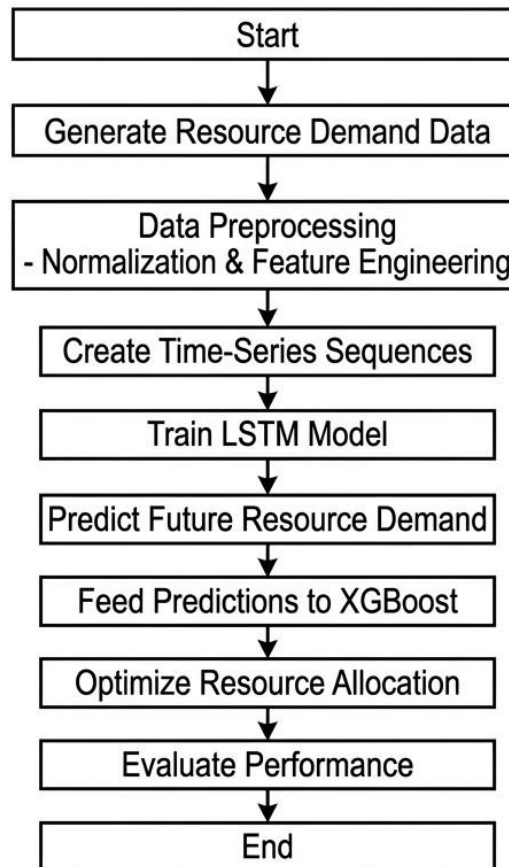 Start
Generate Resource Demand Data
Data Preprocessing
- Normalization & Feature Engineering
Create Time-Series Sequences
Train LSTM Model
Predict Future Resource Demand
Feed Predictions to XGBoost
Optimize Resource Allocation
Evaluate Performance
End